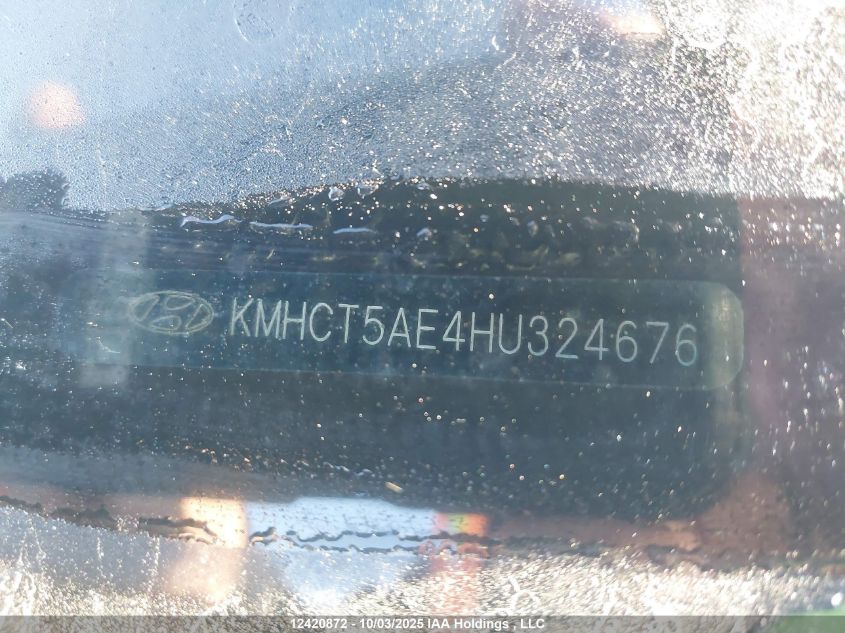 KMHCT5AE4HU324676
12420872 - 10/03/2025 IAA Holdings , LLC